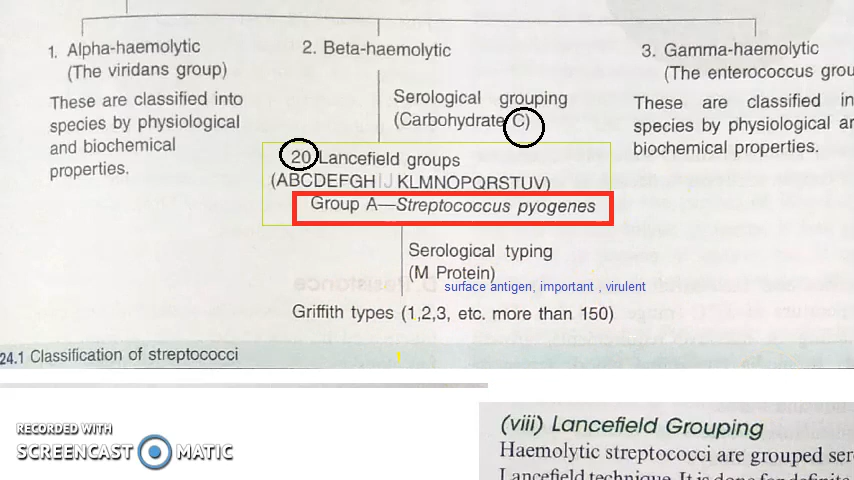 1. Alpha-haemolytic
(The viridans group)
These are classified into
species by physiological
and biochemical
properties.
2. Beta-haemolytic
Serological grouping
(Carbohydrate C)
20 Lancefield groups
(ABCDEFGH IJ KLMNOPQRSTUV)
Group A—Streptococcus pyogenes
Serological typing
(M Protein)
surface antigen, important , virulent
Griffith types (1,2,3, etc. more than 150)
3. Gamma-haemolytic
(The enterococcus grou
These are classified in
species by physiological ar
biochemical properties.
24.1 Classification of streptococci
RECORDED WITH
SCREENCAST MATIC
(viii) Lancefield Grouping
Haemolytic streptococci are grouped ser
Lancefield technique. It is done for definite